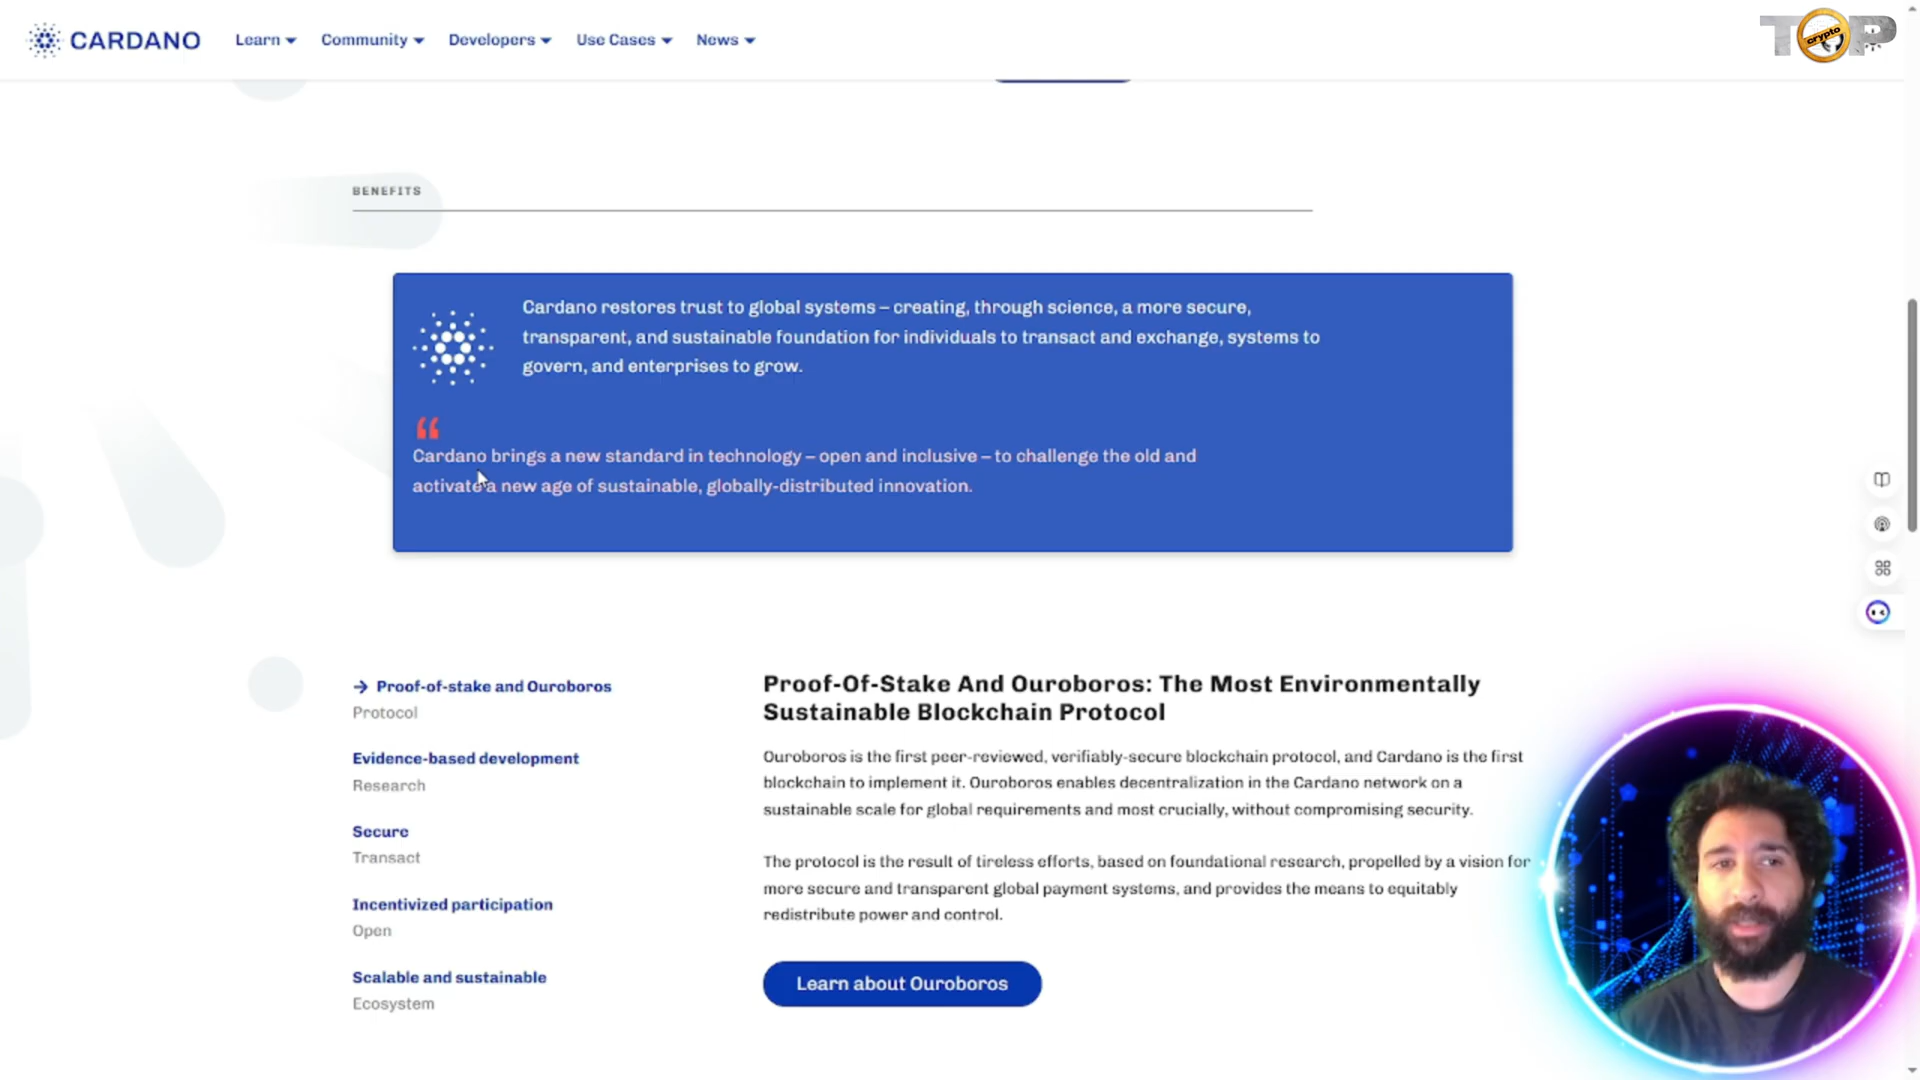 CARDANO
Learn
Community
Developers
Use Cases
News
TOP
crypto
BENEFITS
Cardano restores trust to global systems – creating, through science, a more secure,
transparent, and sustainable foundation for individuals to transact and exchange, systems to
govern, and enterprises to grow.
“
Cardano brings a new standard in technology – open and inclusive – to challenge the old and
activate a new age of sustainable, globally-distributed innovation.
→ Proof-of-stake and Ouroboros
Protocol
Evidence-based development
Research
Secure
Transact
Incentivized participation
Open
Scalable and sustainable
Ecosystem
Proof-Of-Stake And Ouroboros: The Most Environmentally
Sustainable Blockchain Protocol
Ouroboros is the first peer-reviewed, verifiably-secure blockchain protocol, and Cardano is the first
blockchain to implement it. Ouroboros enables decentralization in the Cardano network on a
sustainable scale for global requirements and most crucially, without compromising security.
The protocol is the result of tireless efforts, based on foundational research, propelled by a vision for
more secure and transparent global payment systems, and provides the means to equitably
redistribute power and control.
Learn about Ouroboros